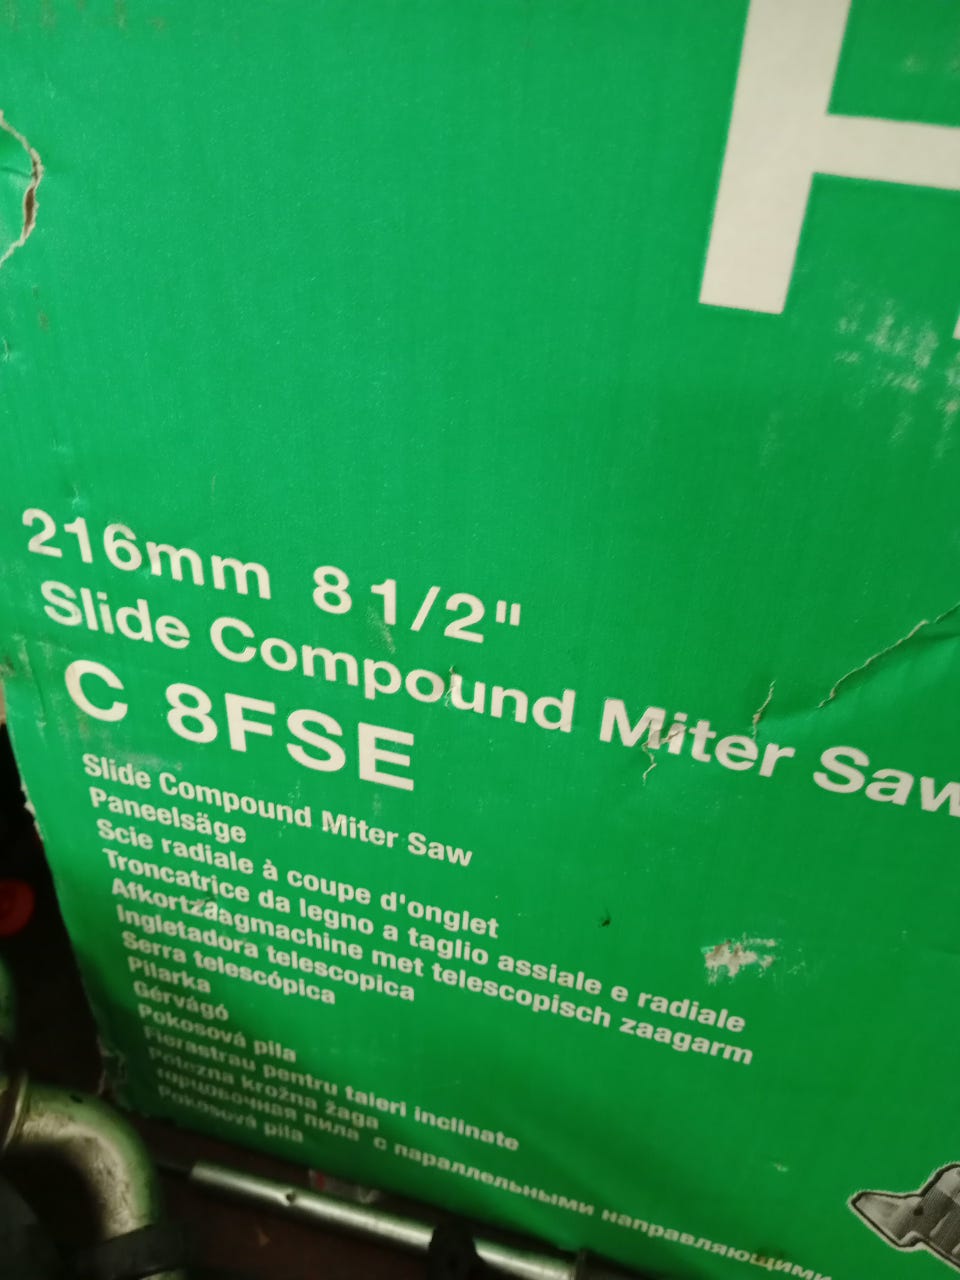 H
216mm 8 1/2"
Slide Compound Miter Saw
C 8FSE
Slide Compound Miter Saw
Paneelsäge
Scie radiale à coupe d'onglet
Troncatrice da legno a taglio assiale e radiale
Afkortzaagmachine met telescopisch zaagarm
Ingletadora telescopica
Serra telescópica
Pilarka
Gérvágó
Pokosová pila
Fierastrau pentru taieri inclinate
Potezna krožna žaga
торцовочная пила с параллельными направляющими
Pokosová píla